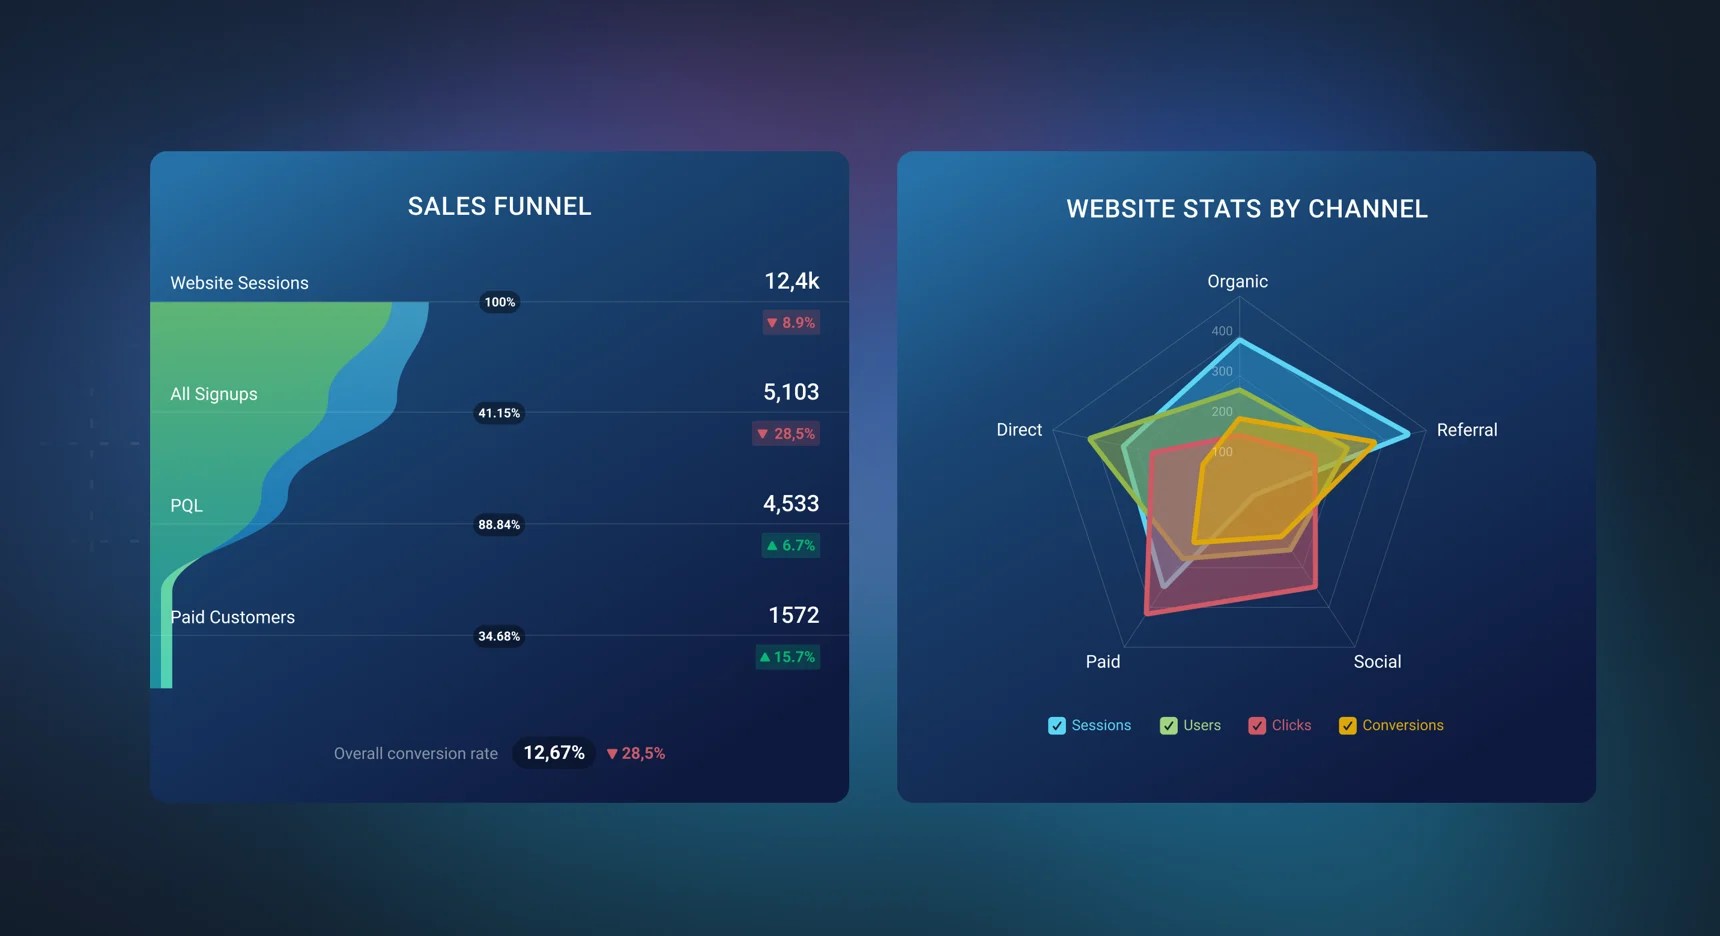 SALES FUNNEL
Website Sessions
12,4k
100%
▼ 8.9%
All Signups
5,103
41.15%
▼ 28,5%
PQL
4,533
88.84%
▲ 6.7%
Paid Customers
1572
34.68%
▲ 15.7%
Overall conversion rate 12,67% ▼ 28,5%
WEBSITE STATS BY CHANNEL
Organic
400
300
200
100
Direct
Referral
Paid
Social
Sessions Users Clicks Conversions